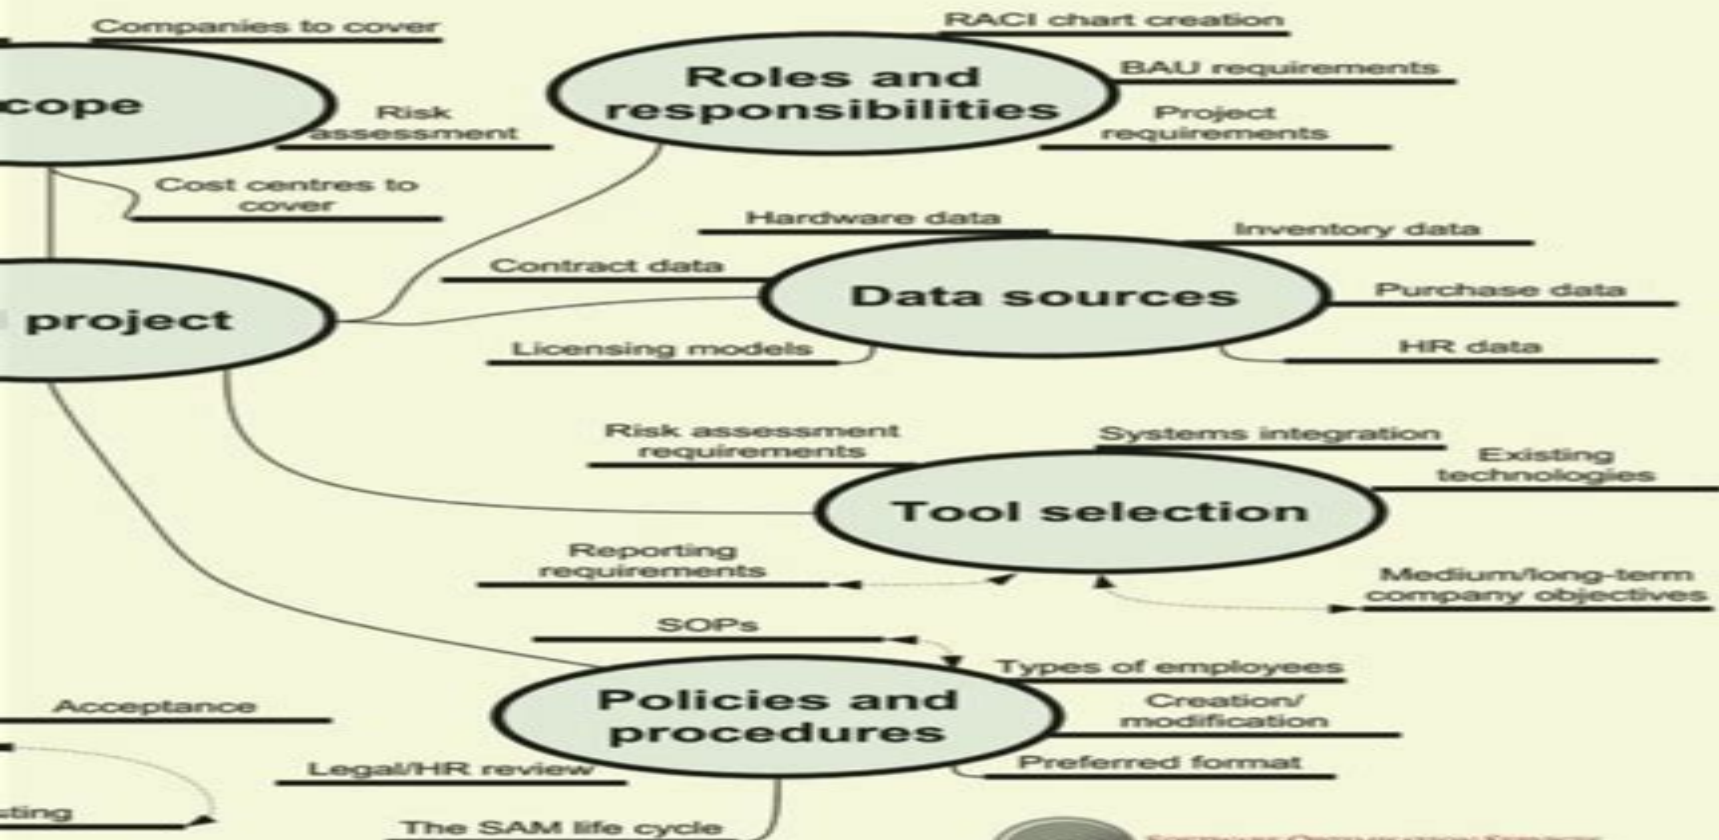 Companies to cover
cope
Risk
assessment
Cost centres to
cover
project
RACI chart creation
Roles and
responsibilities
BAU requirements
Project
requirements
Hardware data
Inventory data
Contract data
Data sources
Purchase data
Licensing models
HR data
Risk assessment
requirements
Systems integration
Existing
technologies
Tool selection
Reporting
requirements
Medium/long-term
company objectives
SOPs
Types of employees
Policies and
procedures
Creation/
modification
Preferred format
Acceptance
Legal/HR review
sting
The SAM life cycle